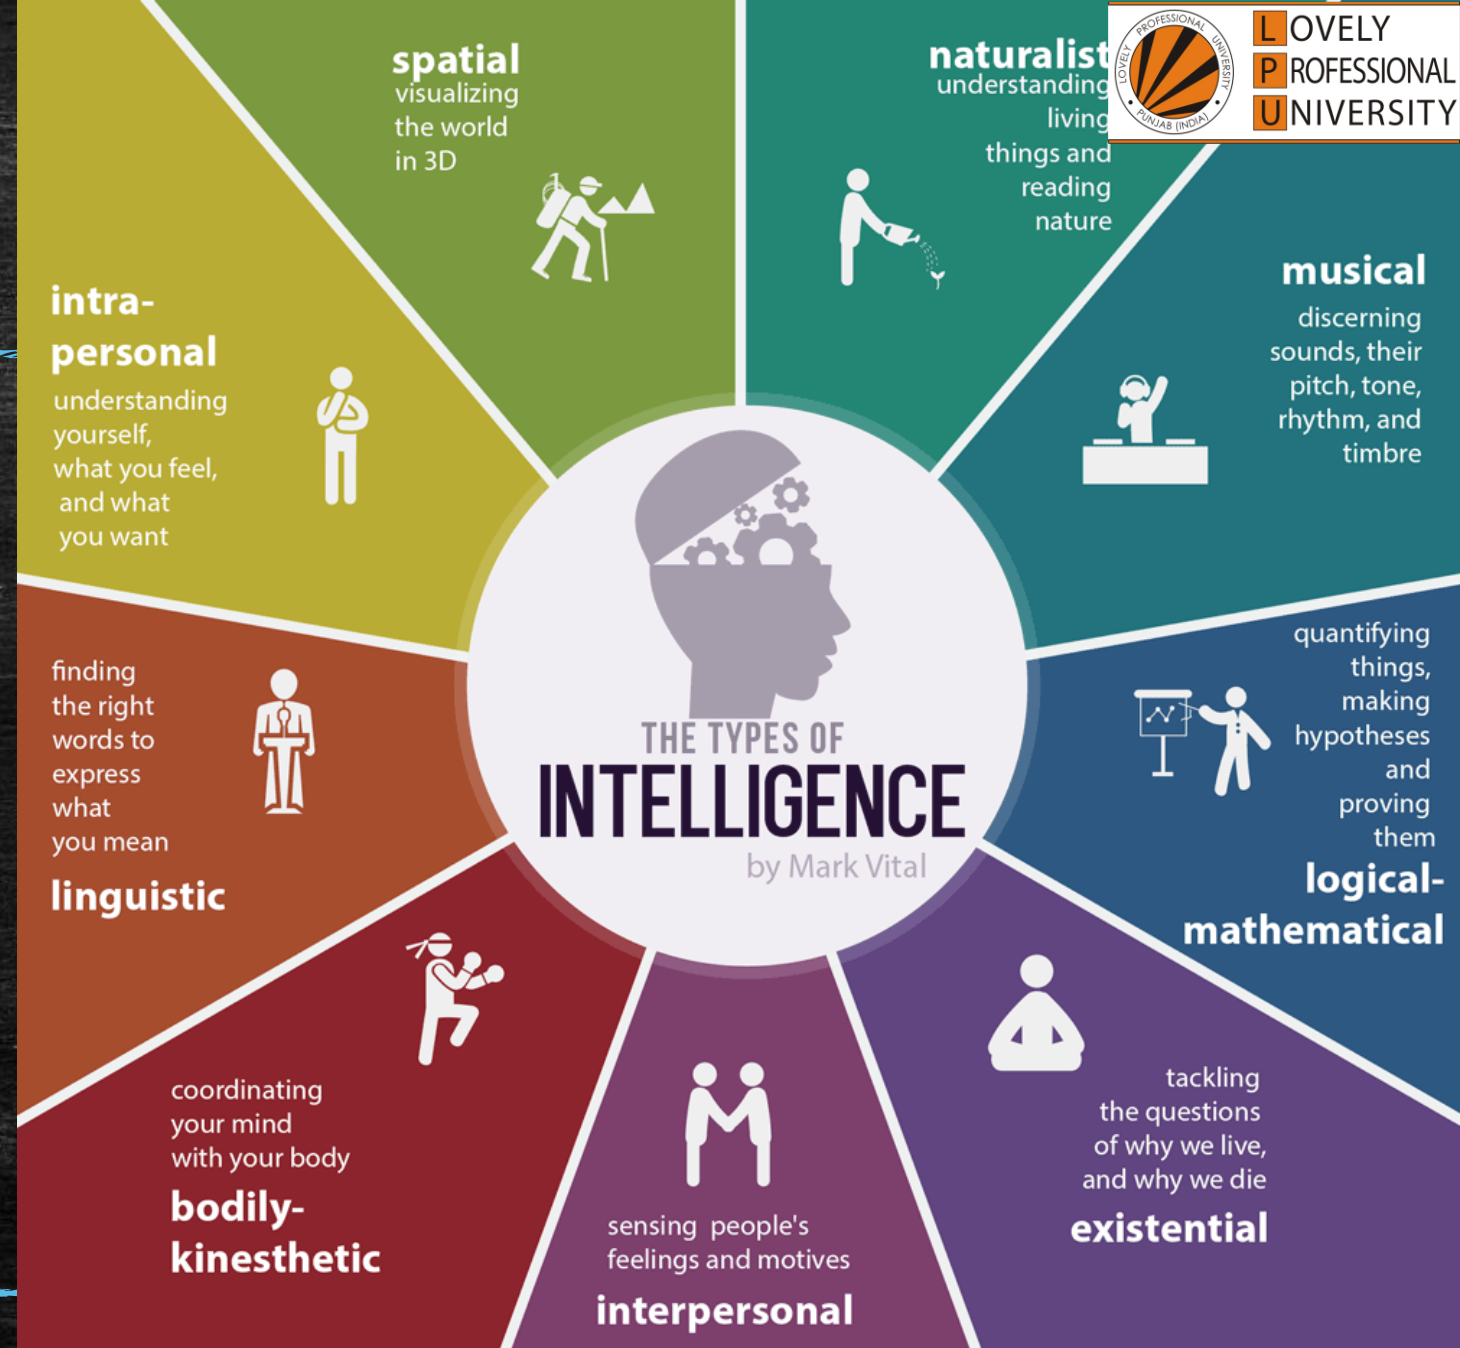 spatial
visualizing
the world
in 3D
naturalist
understanding
living
things and
reading
nature
LOVELY
PROFESSIONAL
UNIVERSITY
LOVELY PROFESSIONAL UNIVERSITY
PUNJAB (INDIA)
musical
discerning
sounds, their
pitch, tone,
rhythm, and
timbre
intra-
personal
understanding
yourself,
what you feel,
and what
you want
quantifying
things,
making
hypotheses
and
proving
them
logical-
mathematical
finding
the right
words to
express
what
you mean
linguistic
THE TYPES OF
INTELLIGENCE
by Mark Vital
coordinating
your mind
with your body
bodily-
kinesthetic
sensing people's
feelings and motives
interpersonal
tackling
the questions
of why we live,
and why we die
existential